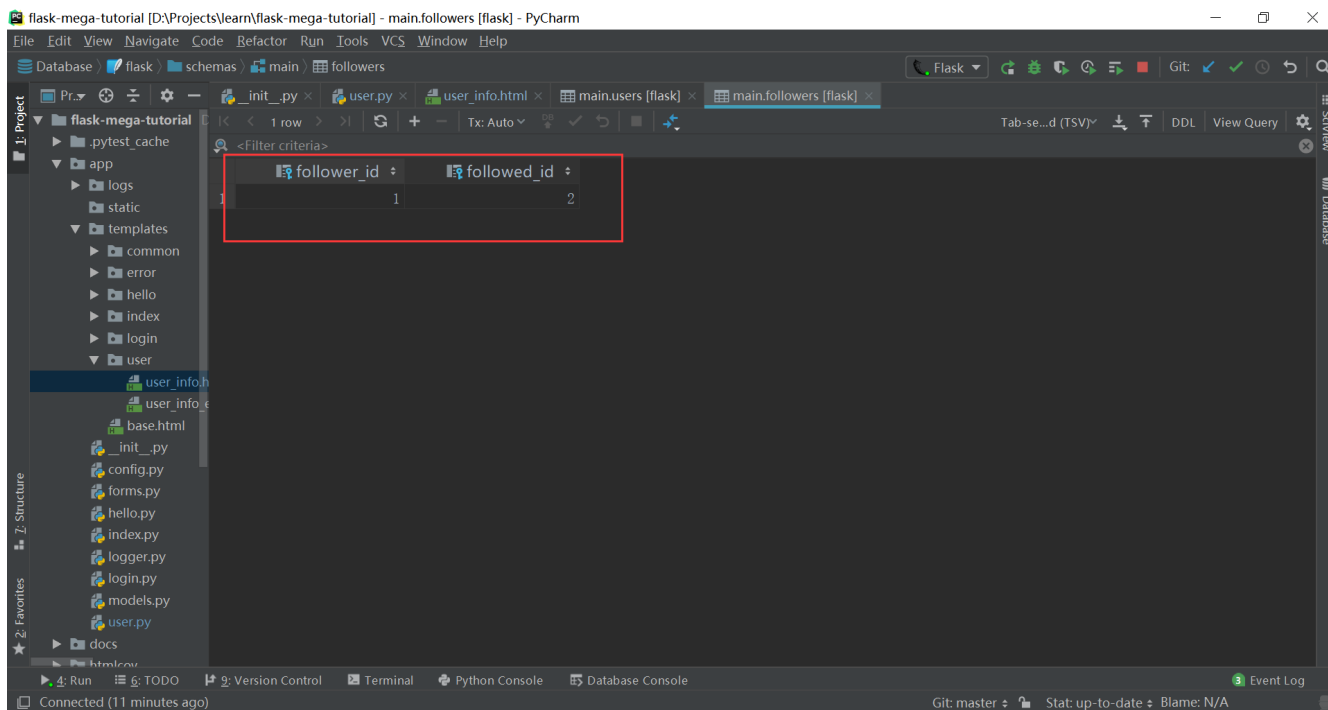 flask-mega-tutorial [D:\Projects\learn\flask-mega-tutorial] - main.followers [flask] - PyCharm
File Edit View Navigate Code Refactor Run Tools VCS Window Help
Database flask schemas main followers Flask Git:
Pr... __init__.py user.py user_info.html main.users [flask] main.followers [flask]
1: Project
flask-mega-tutorial
1 row Tx: Auto DB Tab-se...d (TSV) DDL View Query
SciView
.pytest_cache
<Filter criteria>
app
follower_id followed_id
logs
1 1 2
static
Database
templates
common
error
hello
index
login
user
user_info.h
user_info_e
base.html
__init__.py
config.py
forms.py
hello.py
index.py
logger.py
login.py
models.py
user.py
docs
htmlcov
7: Structure
2: Favorites
4: Run 6: TODO 9: Version Control Terminal Python Console Database Console 3 Event Log
Connected (11 minutes ago) Git: master Stat: up-to-date Blame: N/A